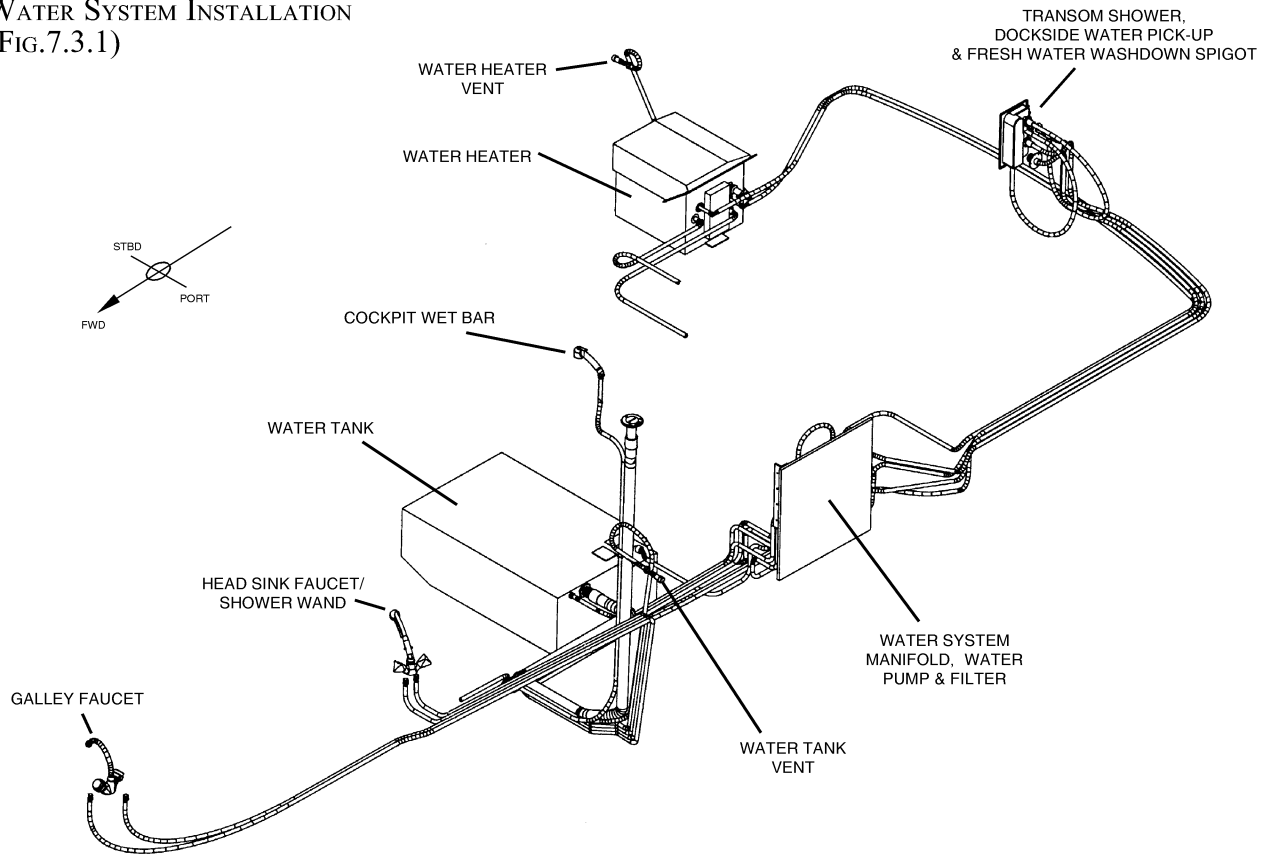 WATER SYSTEM INSTALLATION
FIG.7.3.1)
TRANSOM SHOWER,
DOCKSIDE WATER PICK-UP
& FRESH WATER WASHDOWN SPIGOT
WATER HEATER
VENT
WATER HEATER
STBD
PORT
FWD
COCKPIT WET BAR
WATER TANK
HEAD SINK FAUCET/
SHOWER WAND
WATER SYSTEM
MANIFOLD, WATER
PUMP & FILTER
GALLEY FAUCET
WATER TANK
VENT